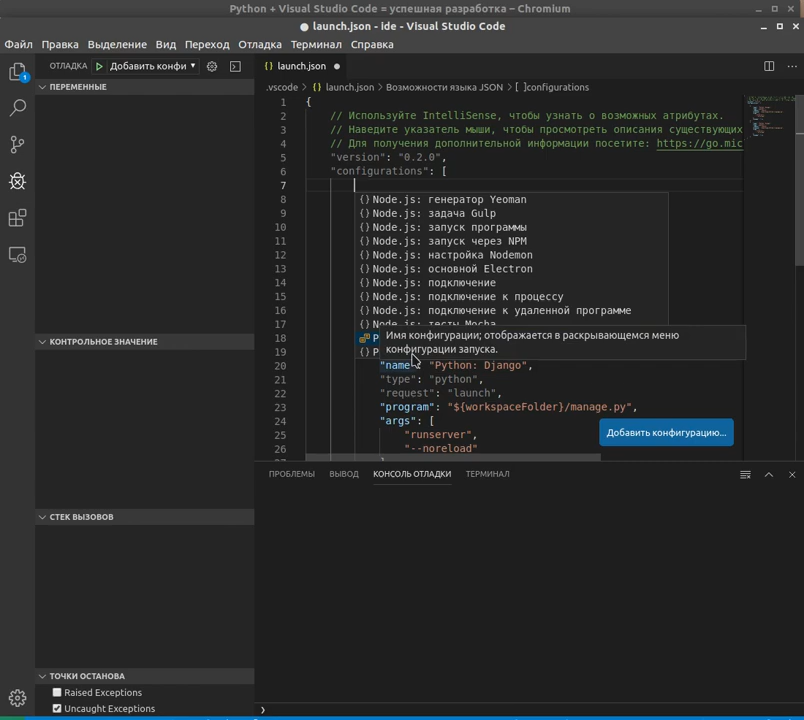 Python + Visual Studio Code = успешная разработка – Chromium
● launch.json - ide - Visual Studio Code
Файл Правка Выделение Вид Переход Отладка Терминал Справка
ОТЛАДКА Добавить конфи
{} launch.json ●
1
.vscode > {} launch.json > Возможности языка JSON > [ ]configurations
ПЕРЕМЕННЫЕ
1 {
2 // Используйте IntelliSense, чтобы узнать о возможных атрибутах.
3 // Наведите указатель мыши, чтобы просмотреть описания существующих
4 // Для получения дополнительной информации посетите: https://go.mic
5 "version": "0.2.0",
6 "configurations": [
7
8 {} Node.js: генератор Yeoman
9 {} Node.js: задача Gulp
10 {} Node.js: запуск программы
11 {} Node.js: запуск через NPM
12 {} Node.js: настройка Nodemon
13 {} Node.js: основной Electron
14 {} Node.js: подключение
15 {} Node.js: подключение к процессу
16 {} Node.js: подключение к удаленной программе
17 {} Node.js: тесты Mocha
18 P
Имя конфигурации; отображается в раскрывающемся меню
19 {} P
конфигурации запуска.
20 "name": "Python: Django",
21 "type": "python",
22 "request": "launch",
23 "program": "${workspaceFolder}/manage.py",
24 "args": [
25 "runserver",
26 "--noreload"
Добавить конфигурацию...
КОНТРОЛЬНОЕ ЗНАЧЕНИЕ
ПРОБЛЕМЫ ВЫВОД КОНСОЛЬ ОТЛАДКИ ТЕРМИНАЛ
СТЕК ВЫЗОВОВ
ТОЧКИ ОСТАНОВА
Raised Exceptions
Uncaught Exceptions